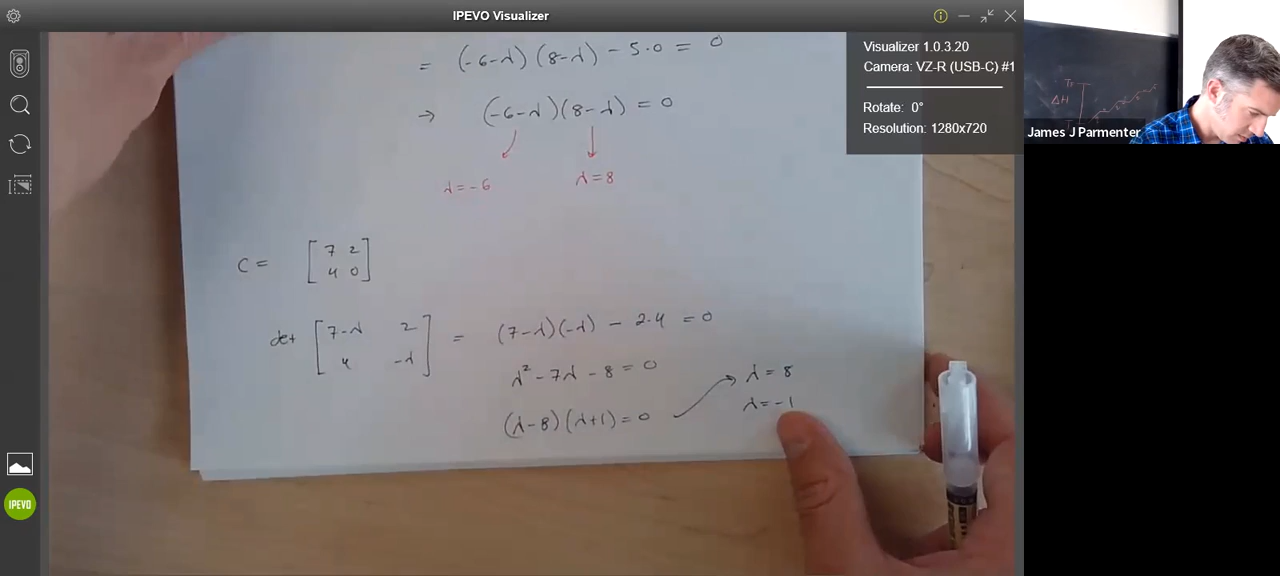 IPEVO Visualizer
Visualizer 1.0.3.20
Camera: VZ-R (USB-C) #1
Rotate: 0°
Resolution: 1280x720
James J Parmenter
ΔH
= (-6-λ)(8-λ) - 5·0 = 0
→ (-6-λ)(8-λ) = 0
λ=-6 λ=8
C = [7 2
4 0]
det [7-λ 2
4 -λ] = (7-λ)(-λ) - 2·4 = 0
λ² - 7λ - 8 = 0
(λ-8)(λ+1) = 0
λ = 8
λ = -1
IPEVO